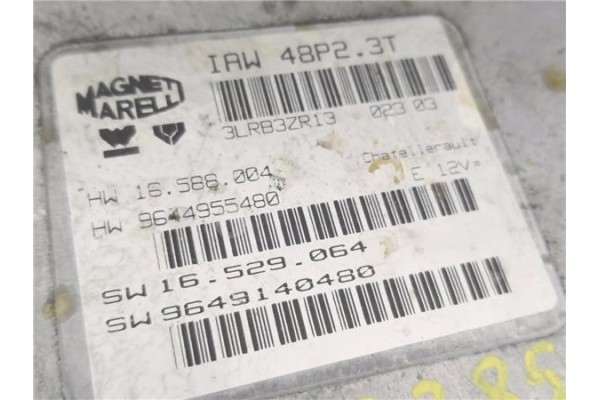 IAW 48P2.3T
MAGNETI
MARELLI
3LRB3ZR13 023 03
Chatellerault
HW 16.586.004 E 12V=
HW 9644955480
SW 16.529.064
SW 9649140480